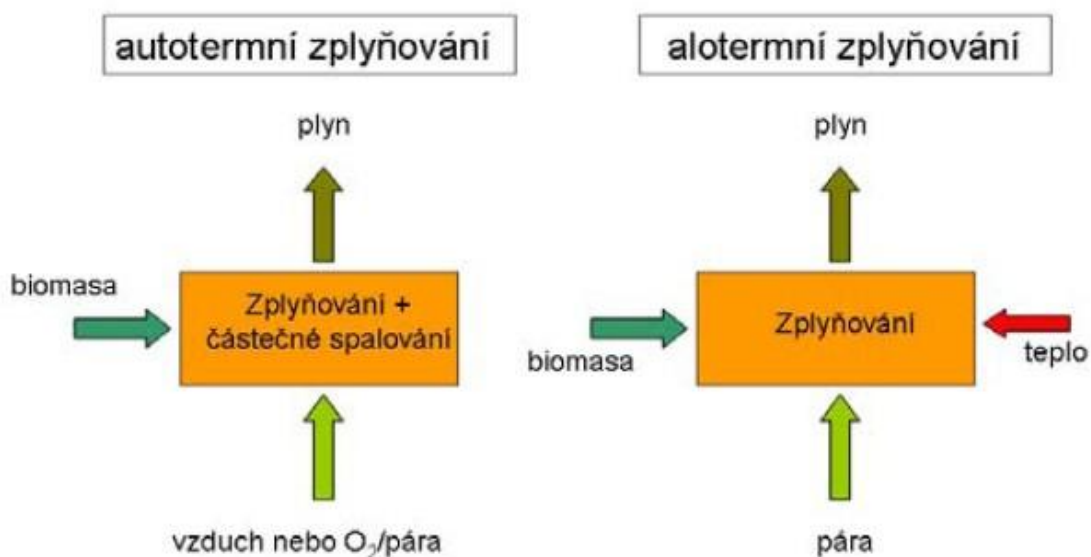 autotermní zplyňování
plyn
biomasa
Zplyňování +
částečné spalování
vzduch nebo O₂/pára
alotermní zplyňování
plyn
biomasa
Zplyňování
teplo
pára